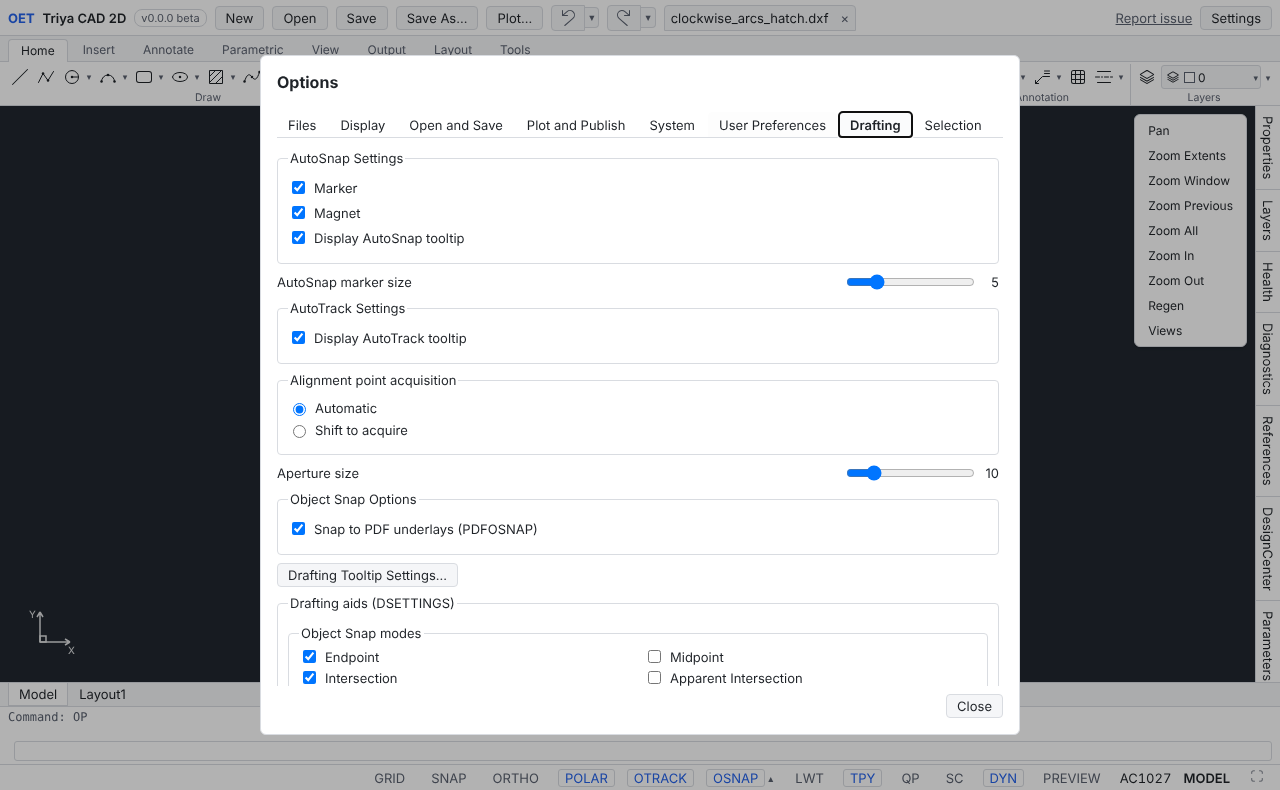 OET Triya CAD 2D v0.0.0 beta New Open Save Save As... Plot... clockwise_arcs_hatch.dxf × Report issue Settings
Home Insert Annotate Parametric View Output Layout Tools
0
Draw Annotation Layers
Options
Files Display Open and Save Plot and Publish System User Preferences Drafting Selection
AutoSnap Settings
Marker
Magnet
Display AutoSnap tooltip
AutoSnap marker size 5
AutoTrack Settings
Display AutoTrack tooltip
Alignment point acquisition
Automatic
Shift to acquire
Aperture size 10
Object Snap Options
Snap to PDF underlays (PDFOSNAP)
Drafting Tooltip Settings...
Drafting aids (DSETTINGS)
Object Snap modes
Endpoint Midpoint
Intersection Apparent Intersection
Close
Pan
Zoom Extents
Zoom Window
Zoom Previous
Zoom All
Zoom In
Zoom Out
Regen
Views
Properties
Layers
Health
Diagnostics
References
DesignCenter
Parameters
Y
X
Model Layout1
Command: OP
GRID SNAP ORTHO POLAR OTRACK OSNAP LWT TPY QP SC DYN PREVIEW AC1027 MODEL